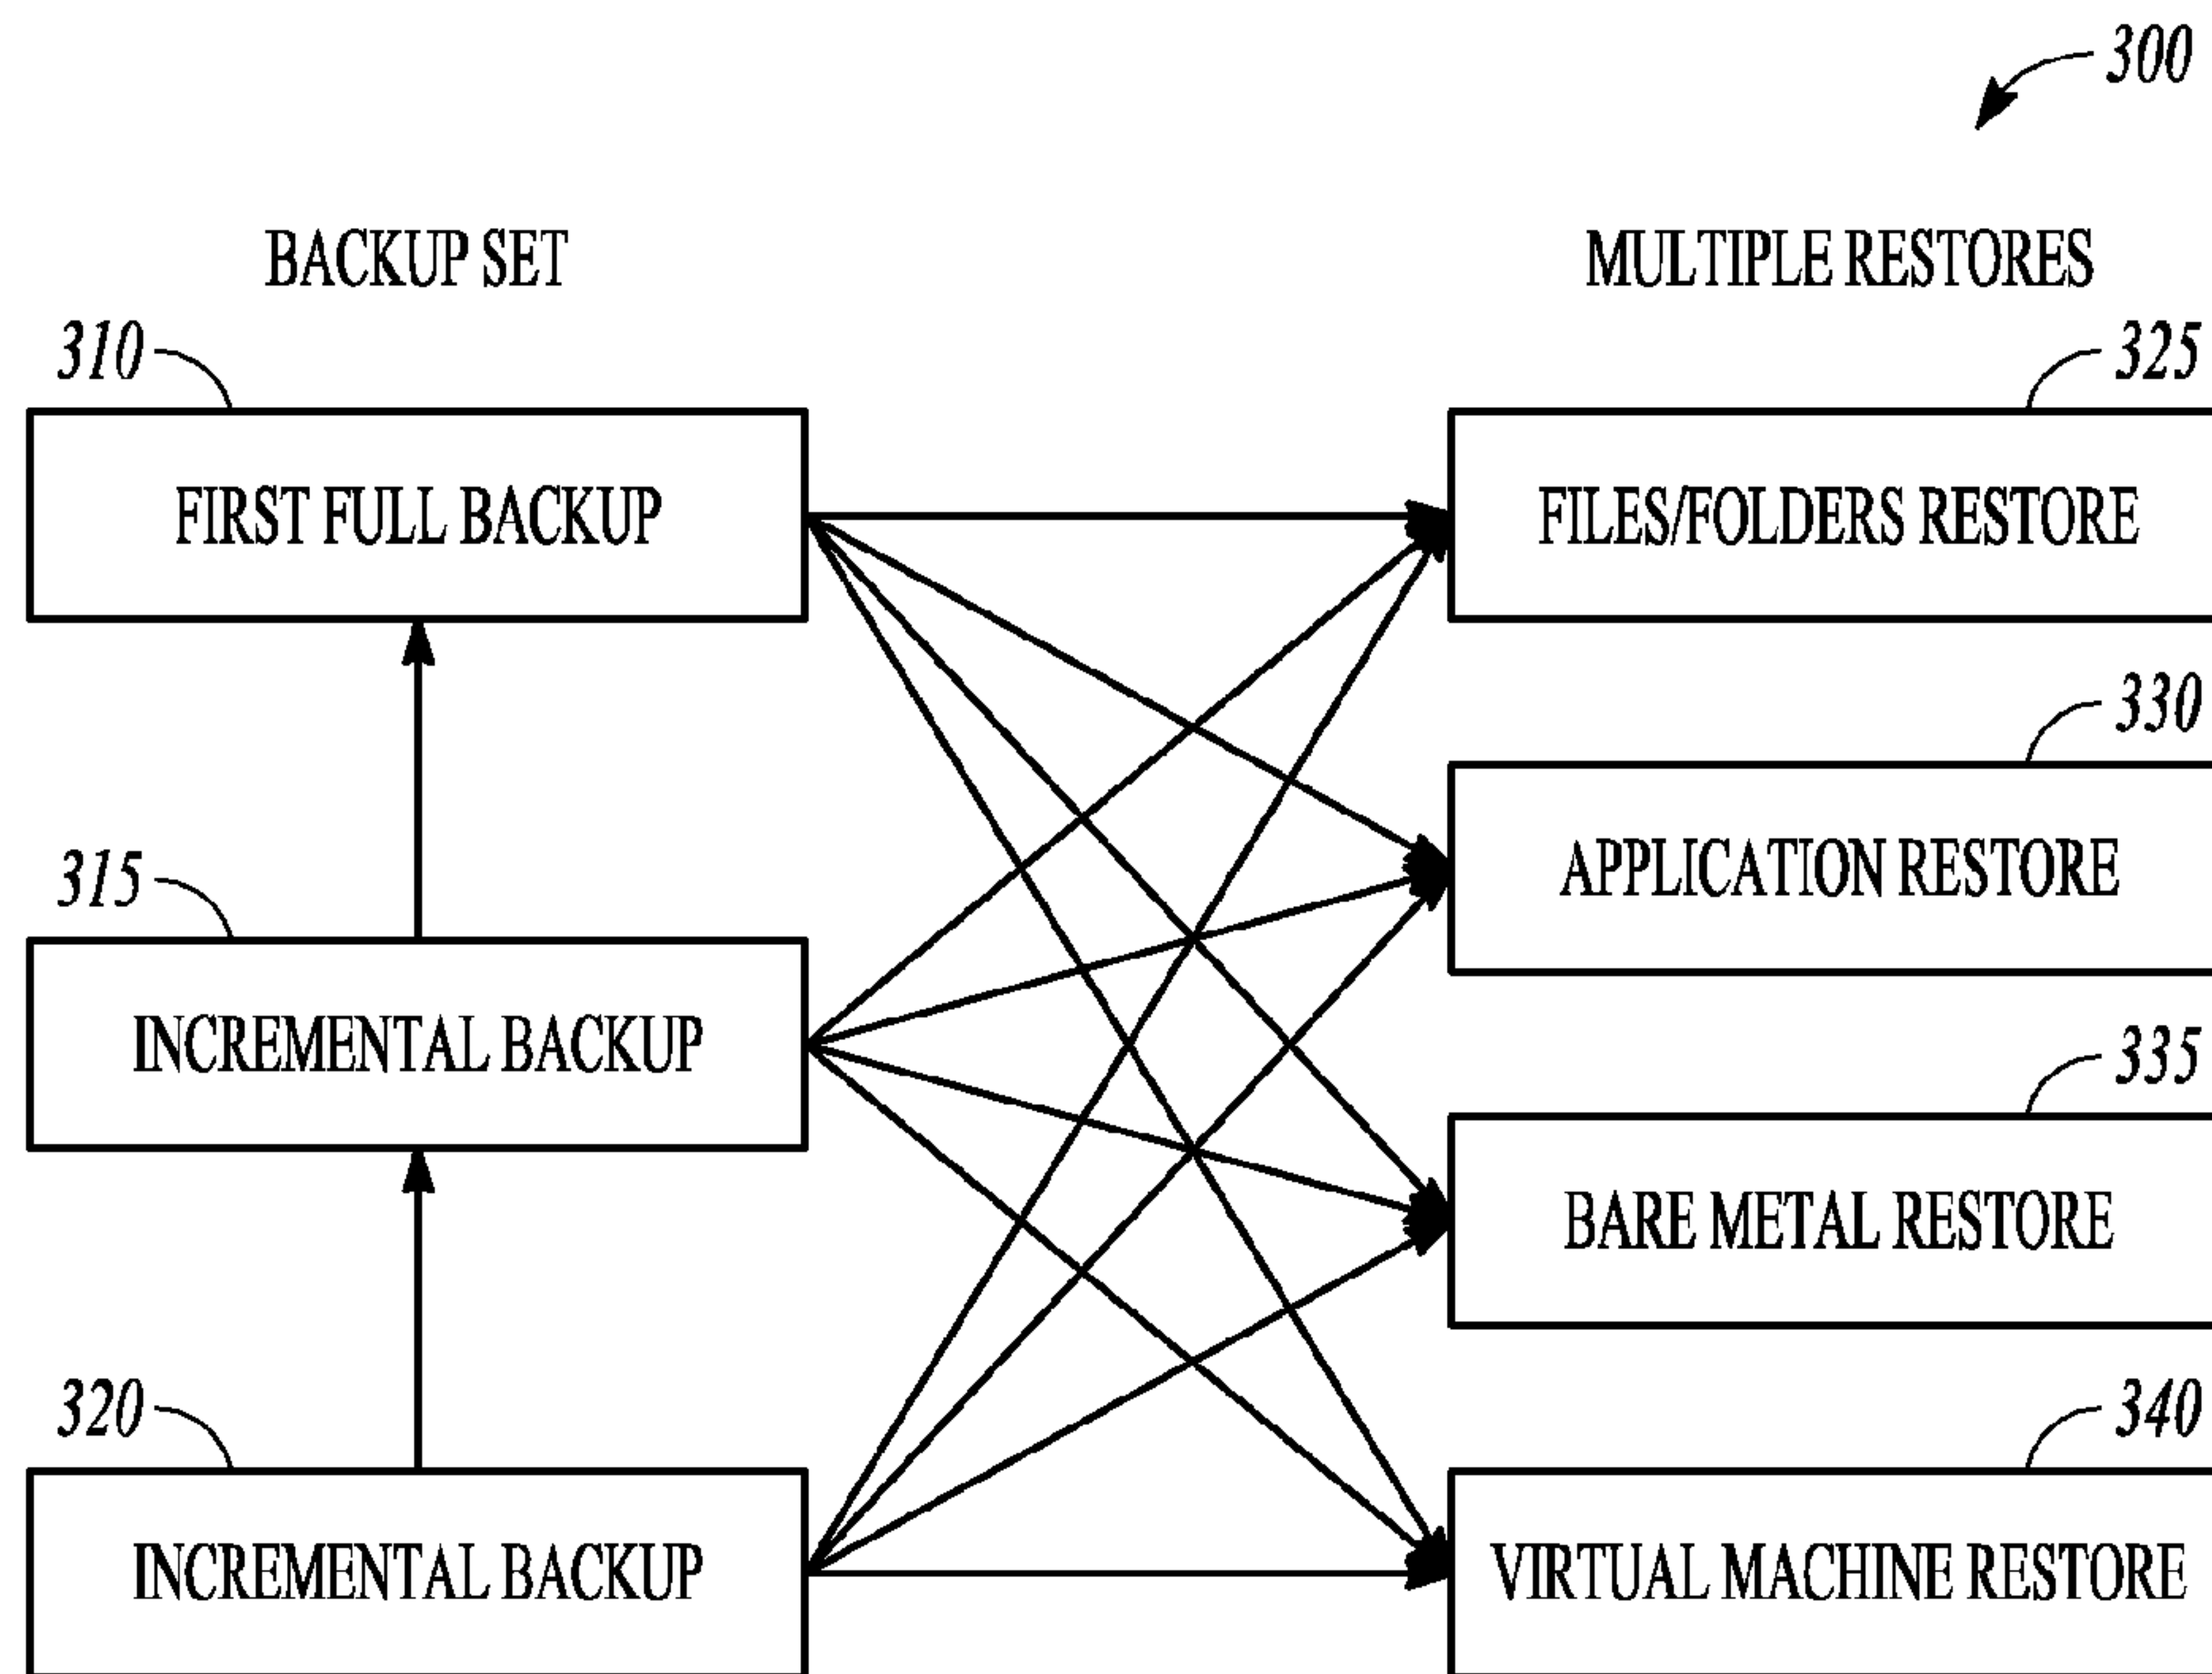 300
BACKUP SET
MULTIPLE RESTORES
310
325
FIRST FULL BACKUP
FILES/FOLDERS RESTORE
330
APPLICATION RESTORE
315
INCREMENTAL BACKUP
335
BARE METAL RESTORE
320
340
INCREMENTAL BACKUP
VIRTUAL MACHINE RESTORE